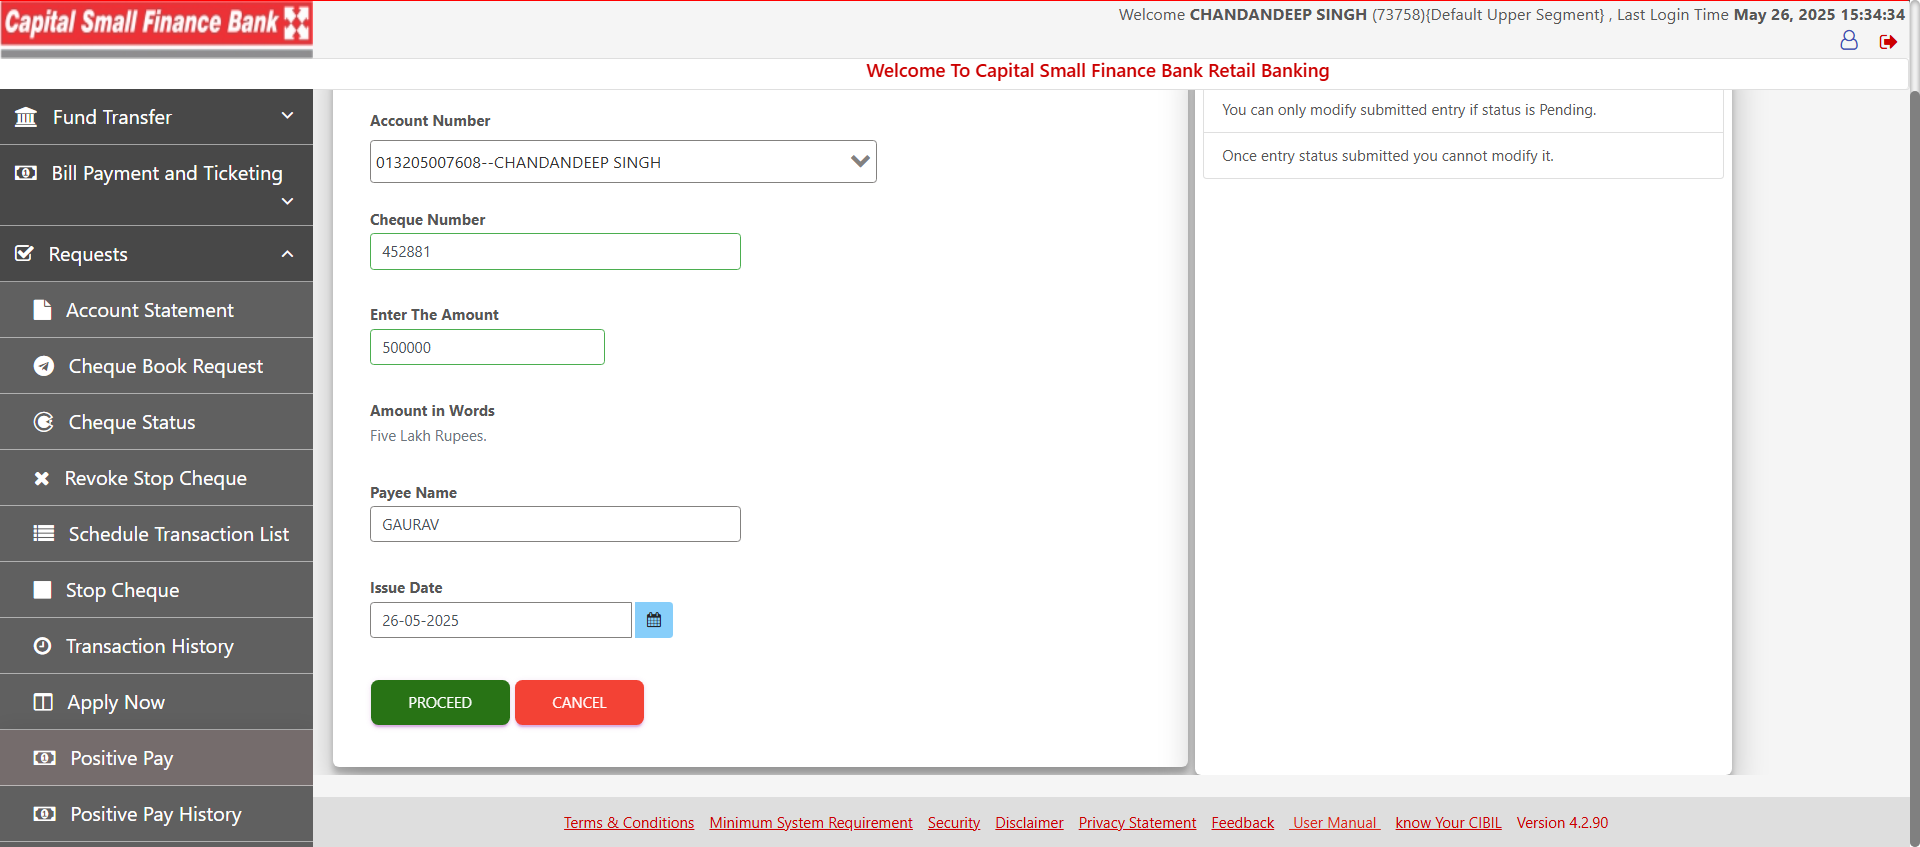 Capital Small Finance Bank
Welcome CHANDANDEEP SINGH (73758){Default Upper Segment} , Last Login Time May 26, 2025 15:34:34
Welcome To Capital Small Finance Bank Retail Banking
Fund Transfer
Bill Payment and Ticketing
Requests
Account Statement
Cheque Book Request
Cheque Status
Revoke Stop Cheque
Schedule Transaction List
Stop Cheque
Transaction History
Apply Now
Positive Pay
Positive Pay History
Account Number
013205007608--CHANDANDEEP SINGH
Cheque Number
452881
Enter The Amount
500000
Amount in Words
Five Lakh Rupees.
Payee Name
GAURAV
Issue Date
26-05-2025
PROCEED CANCEL
You can only modify submitted entry if status is Pending.
Once entry status submitted you cannot modify it.
Terms & Conditions Minimum System Requirement Security Disclaimer Privacy Statement Feedback User Manual know Your CIBIL Version 4.2.90